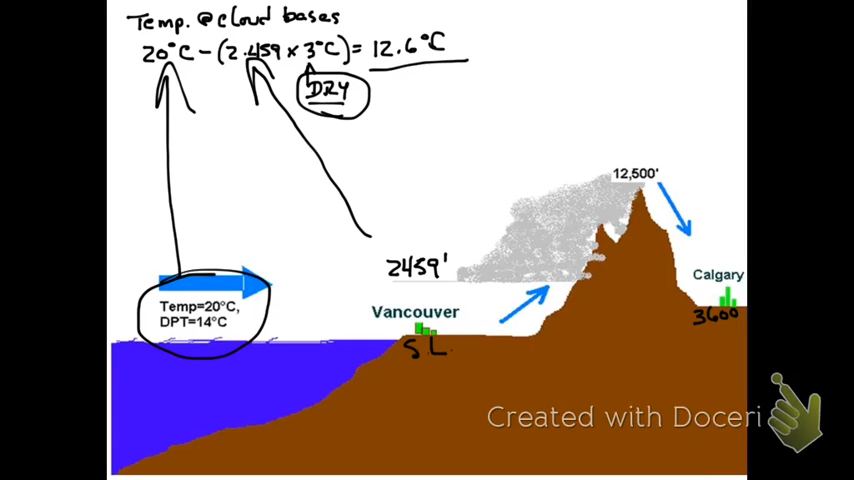 Temp. @ cloud bases
20°C - (2.459 x 3°C) = 12.6°C
DRY
12,500'
2459'
Calgary
3600
Temp=20°C,
DPT=14°C
Vancouver
S.L.
Created with Doceri